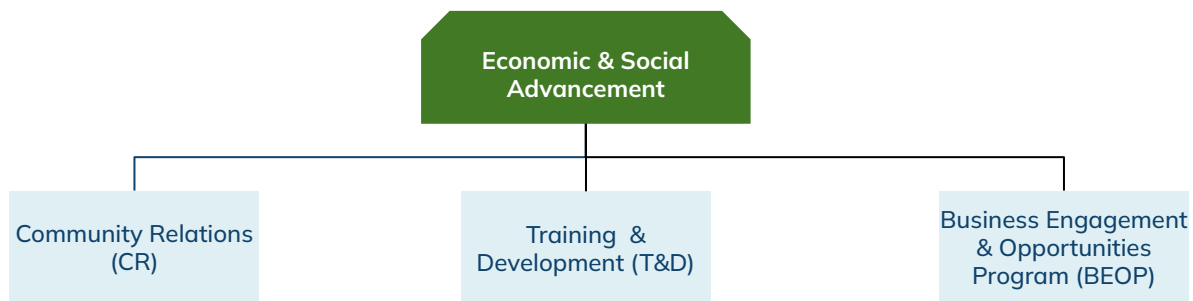 Economic & Social
Advancement
Community Relations
(CR)
Training &
Development (T&D)
Business Engagement
& Opportunities
Program (BEOP)